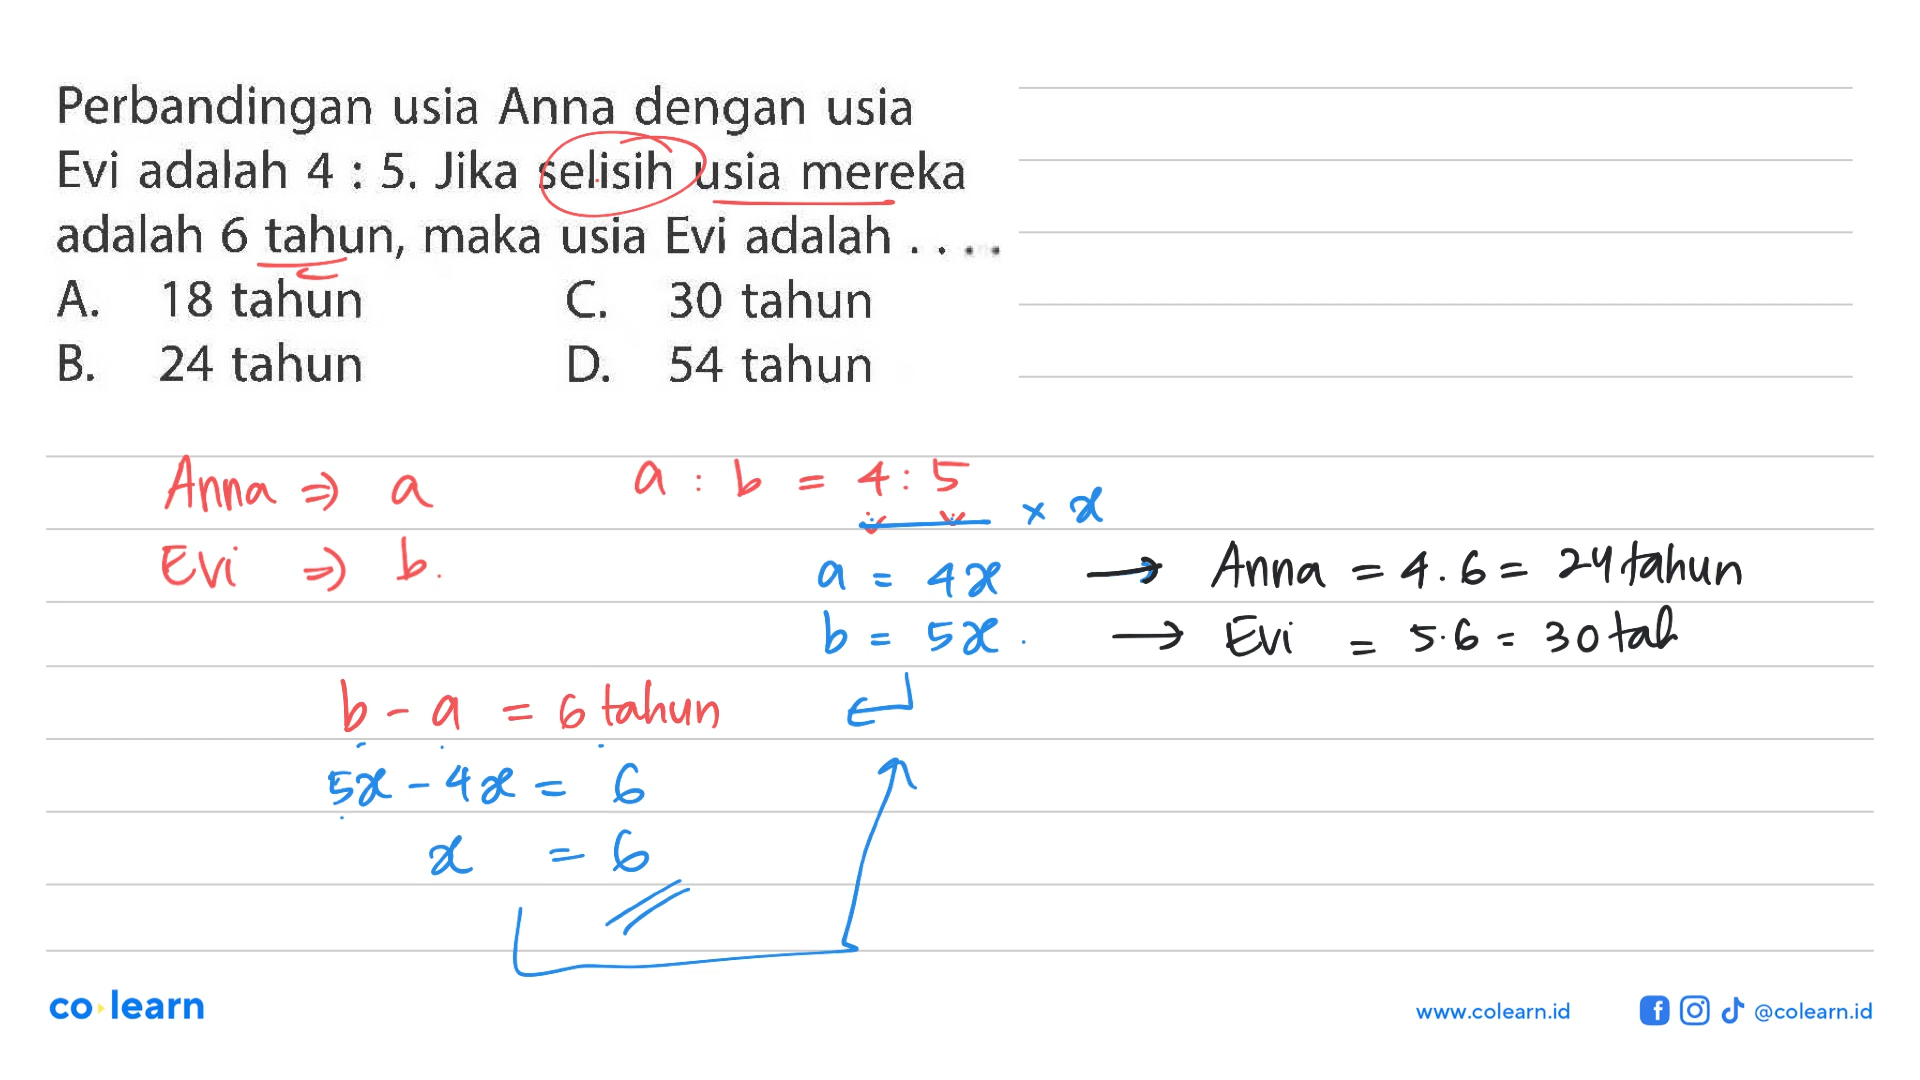 Perbandingan usia Anna dengan usia
Evi adalah 4 : 5. Jika selisih usia mereka
adalah 6 tahun, maka usia Evi adalah . . . .
A. 18 tahun C. 30 tahun
B. 24 tahun D. 54 tahun
Anna ⇒ a a : b = 4 : 5
× x
Evi ⇒ b.
a = 4x → Anna = 4 . 6 = 24 tahun
b = 5x . → Evi = 5.6 = 30 tah
b - a = 6 tahun
5x - 4x = 6
x = 6
co learn www.colearn.id @colearn.id